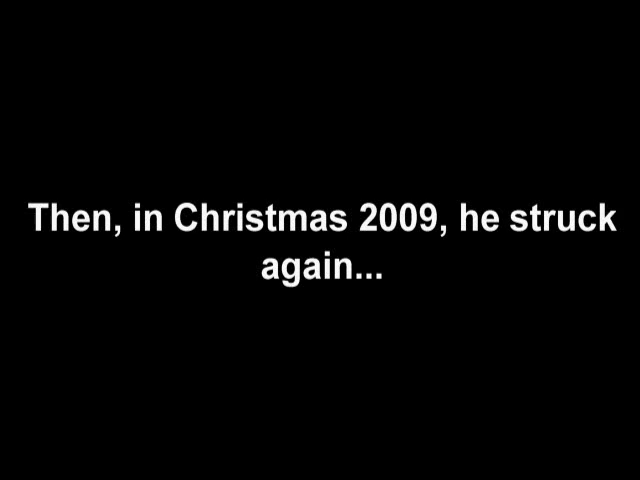 Then, in Christmas 2009, he struck
again...